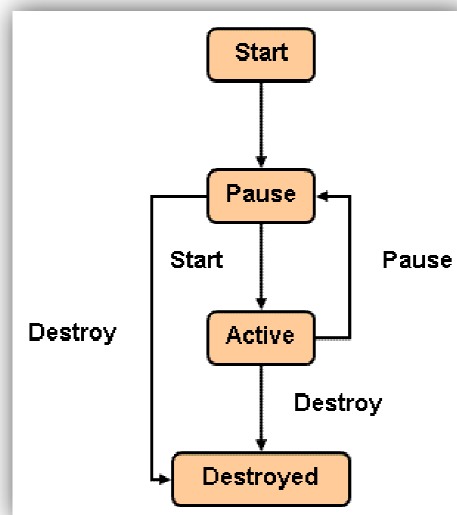 Start
Pause
Start
Pause
Destroy
Active
Destroy
Destroyed